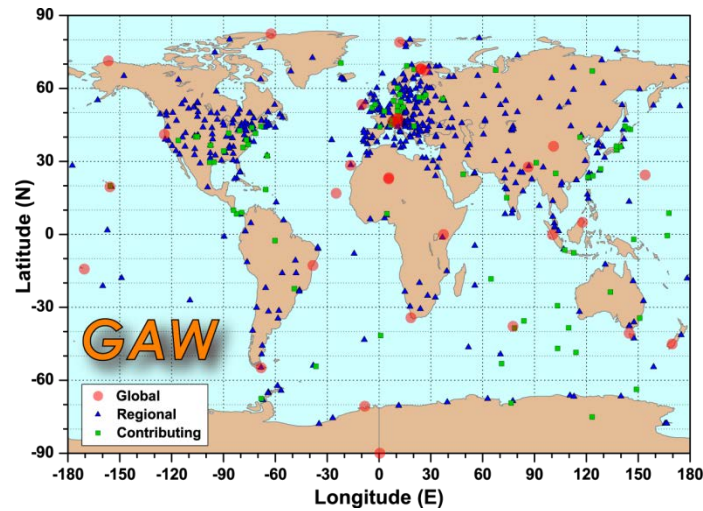 90
60
30
0
-30
-60
-90
Latitude (N)
GAW
Global
Regional
Contributing
-180 -150 -120 -90 -60 -30 0 30 60 90 120 150 180
Longitude (E)